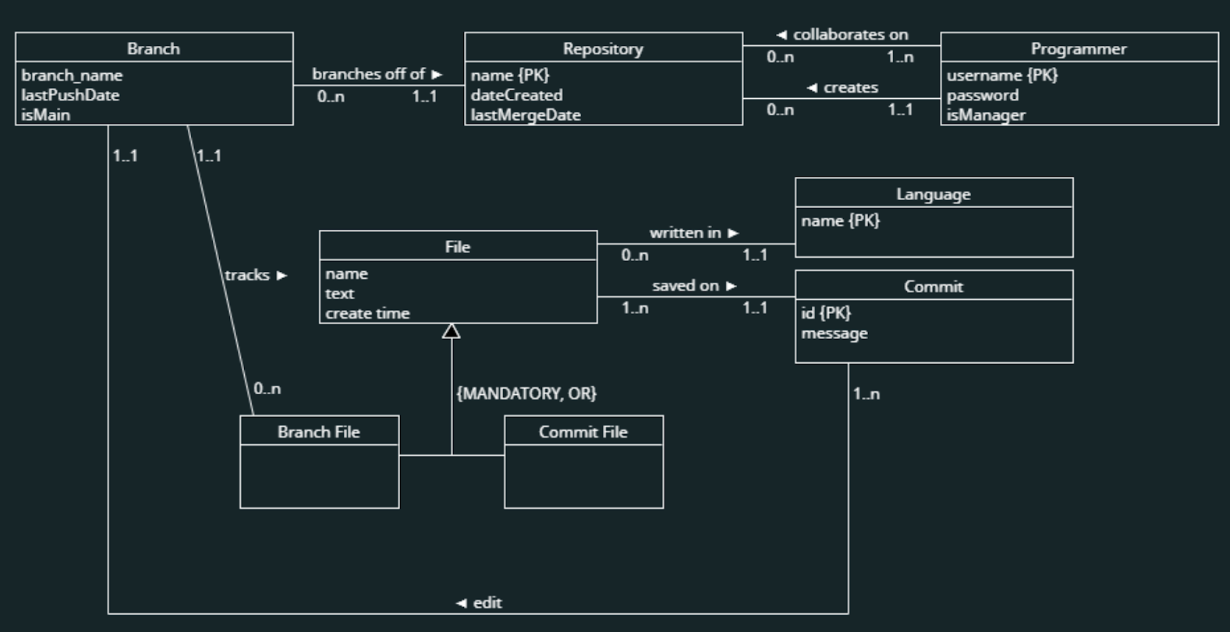 Branch
branch_name
lastPushDate
isMain
branches off of ►
0..n
1..1
Repository
name {PK}
dateCreated
lastMergeDate
◄ collaborates on
0..n
1..n
◄ creates
0..n
1..1
Programmer
username {PK}
password
isManager
1..1
1..1
tracks ►
0..n
File
name
text
create time
written in ►
0..n
1..1
saved on ►
1..n
1..1
Language
name {PK}
Commit
id {PK}
message
{MANDATORY, OR}
1..n
Branch File
Commit File
◄ edit